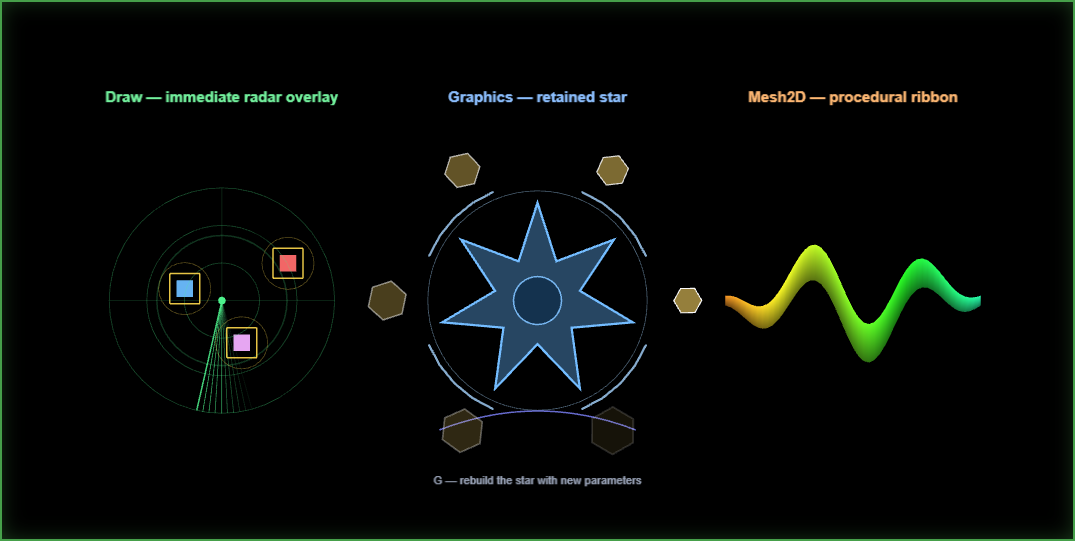 Draw — immediate radar overlay
Graphics — retained star
Mesh2D — procedural ribbon
G — rebuild the star with new parameters